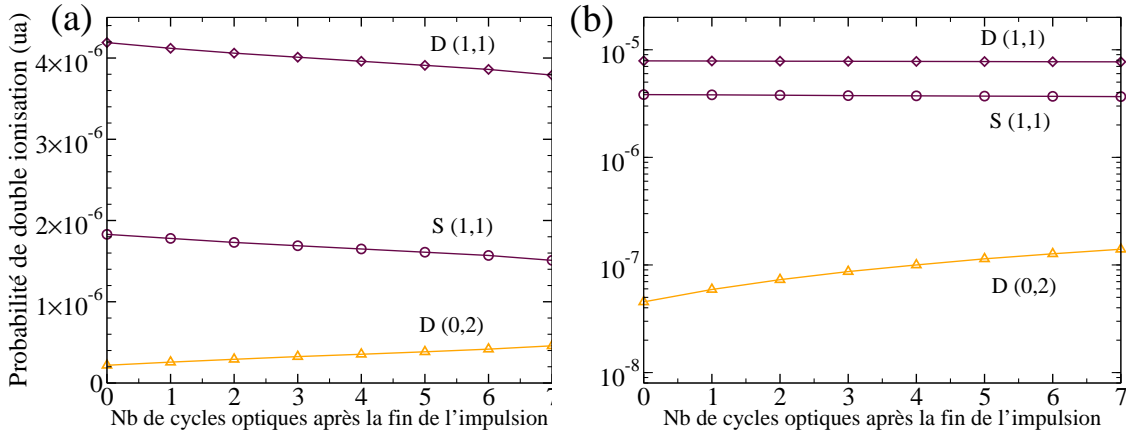 (a)
Probabilité de double ionisation (ua)
4×10-6
3×10-6
2×10-6
1×10-6
0
D (1,1)
S (1,1)
D (0,2)
0 1 2 3 4 5 6 7
Nb de cycles optiques après la fin de l’impulsion
(b)
10-5
10-6
10-7
10-8
D (1,1)
S (1,1)
D (0,2)
0 1 2 3 4 5 6 7
Nb de cycles optiques après la fin de l’impulsion